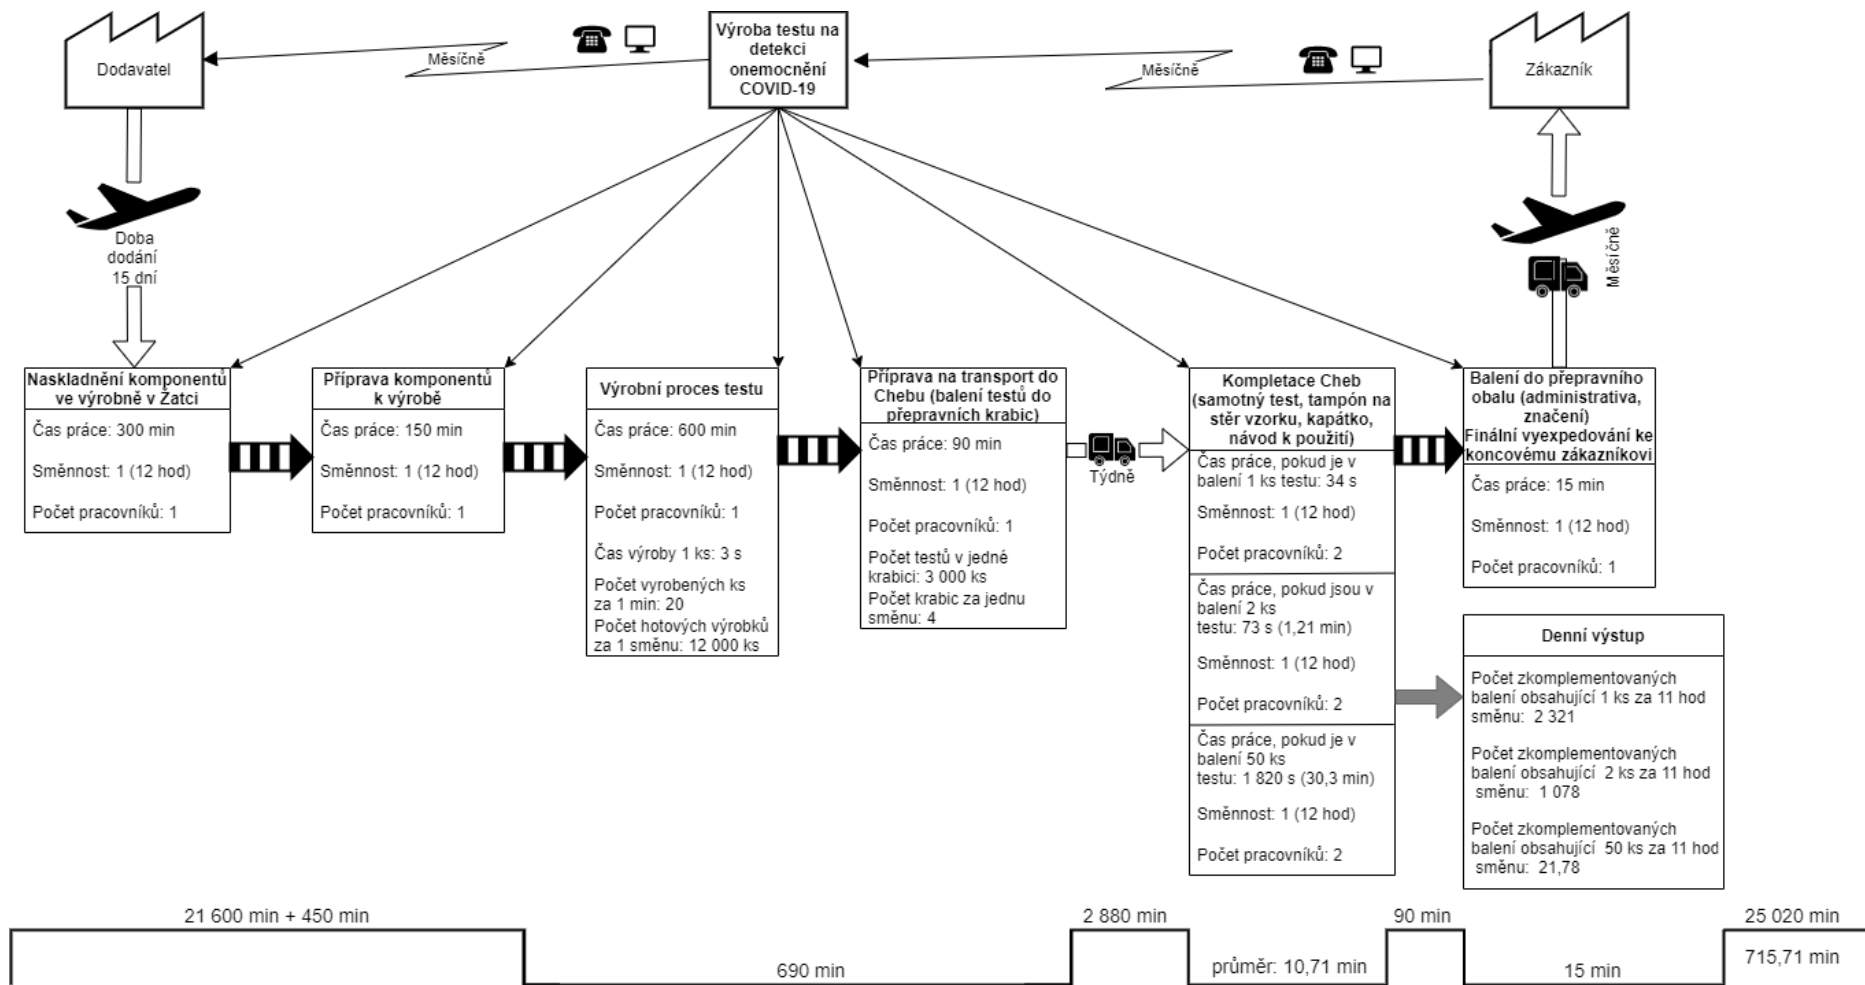 Dodavatel
Měsíčně
Výroba testu na
detekci
onemocnění
COVID-19
Měsíčně
Zákazník
Doba
dodání
15 dní
Měsíčně
Naskladnění komponentů
ve výrobně v Žatci
Čas práce: 300 min
Směnnost: 1 (12 hod)
Počet pracovníků: 1
Příprava komponentů
k výrobě
Čas práce: 150 min
Směnnost: 1 (12 hod)
Počet pracovníků: 1
Výrobní proces testu
Čas práce: 600 min
Směnnost: 1 (12 hod)
Počet pracovníků: 1
Čas výroby 1 ks: 3 s
Počet vyrobených ks
za 1 min: 20
Počet hotových výrobků
za 1 směnu: 12 000 ks
Příprava na transport do
Chebu (balení testů do
přepravních krabic)
Čas práce: 90 min
Směnnost: 1 (12 hod)
Počet pracovníků: 1
Počet testů v jedné
krabici: 3 000 ks
Počet krabic za jednu
směnu: 4
Týdně
Kompletace Cheb
(samotný test, tampón na
stěr vzorku, kapátko,
návod k použití)
Čas práce, pokud je v
balení 1 ks testu: 34 s
Směnnost: 1 (12 hod)
Počet pracovníků: 2
Čas práce, pokud jsou v
balení 2 ks
testu: 73 s (1,21 min)
Směnnost: 1 (12 hod)
Počet pracovníků: 2
Čas práce, pokud je v
balení 50 ks
testu: 1 820 s (30,3 min)
Směnnost: 1 (12 hod)
Počet pracovníků: 2
Balení do přepravního
obalu (administrativa,
značení)
Finální vyexpedování ke
koncovému zákazníkovi
Čas práce: 15 min
Směnnost: 1 (12 hod)
Počet pracovníků: 1
Denní výstup
Počet zkomplementovaných
balení obsahující 1 ks za 11 hod
směnu: 2 321
Počet zkomplementovaných
balení obsahující 2 ks za 11 hod
směnu: 1 078
Počet zkomplementovaných
balení obsahující 50 ks za 11 hod
směnu: 21,78
21 600 min + 450 min
690 min
2 880 min
průměr: 10,71 min
90 min
15 min
25 020 min
715,71 min